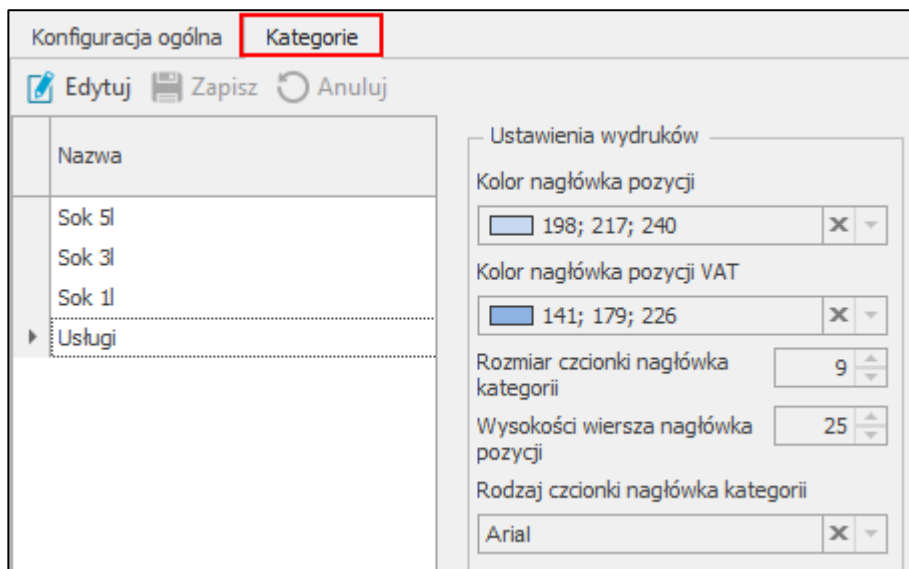 Konfiguracja ogólna Kategorie
Edytuj Zapisz Anuluj
Nazwa
Sok 5l
Sok 3l
Sok 1l
Usługi
Ustawienia wydruków
Kolor nagłówka pozycji
198; 217; 240
Kolor nagłówka pozycji VAT
141; 179; 226
Rozmiar czcionki nagłówka
kategorii
9
Wysokości wiersza nagłówka
pozycji
25
Rodzaj czcionki nagłówka kategorii
Arial